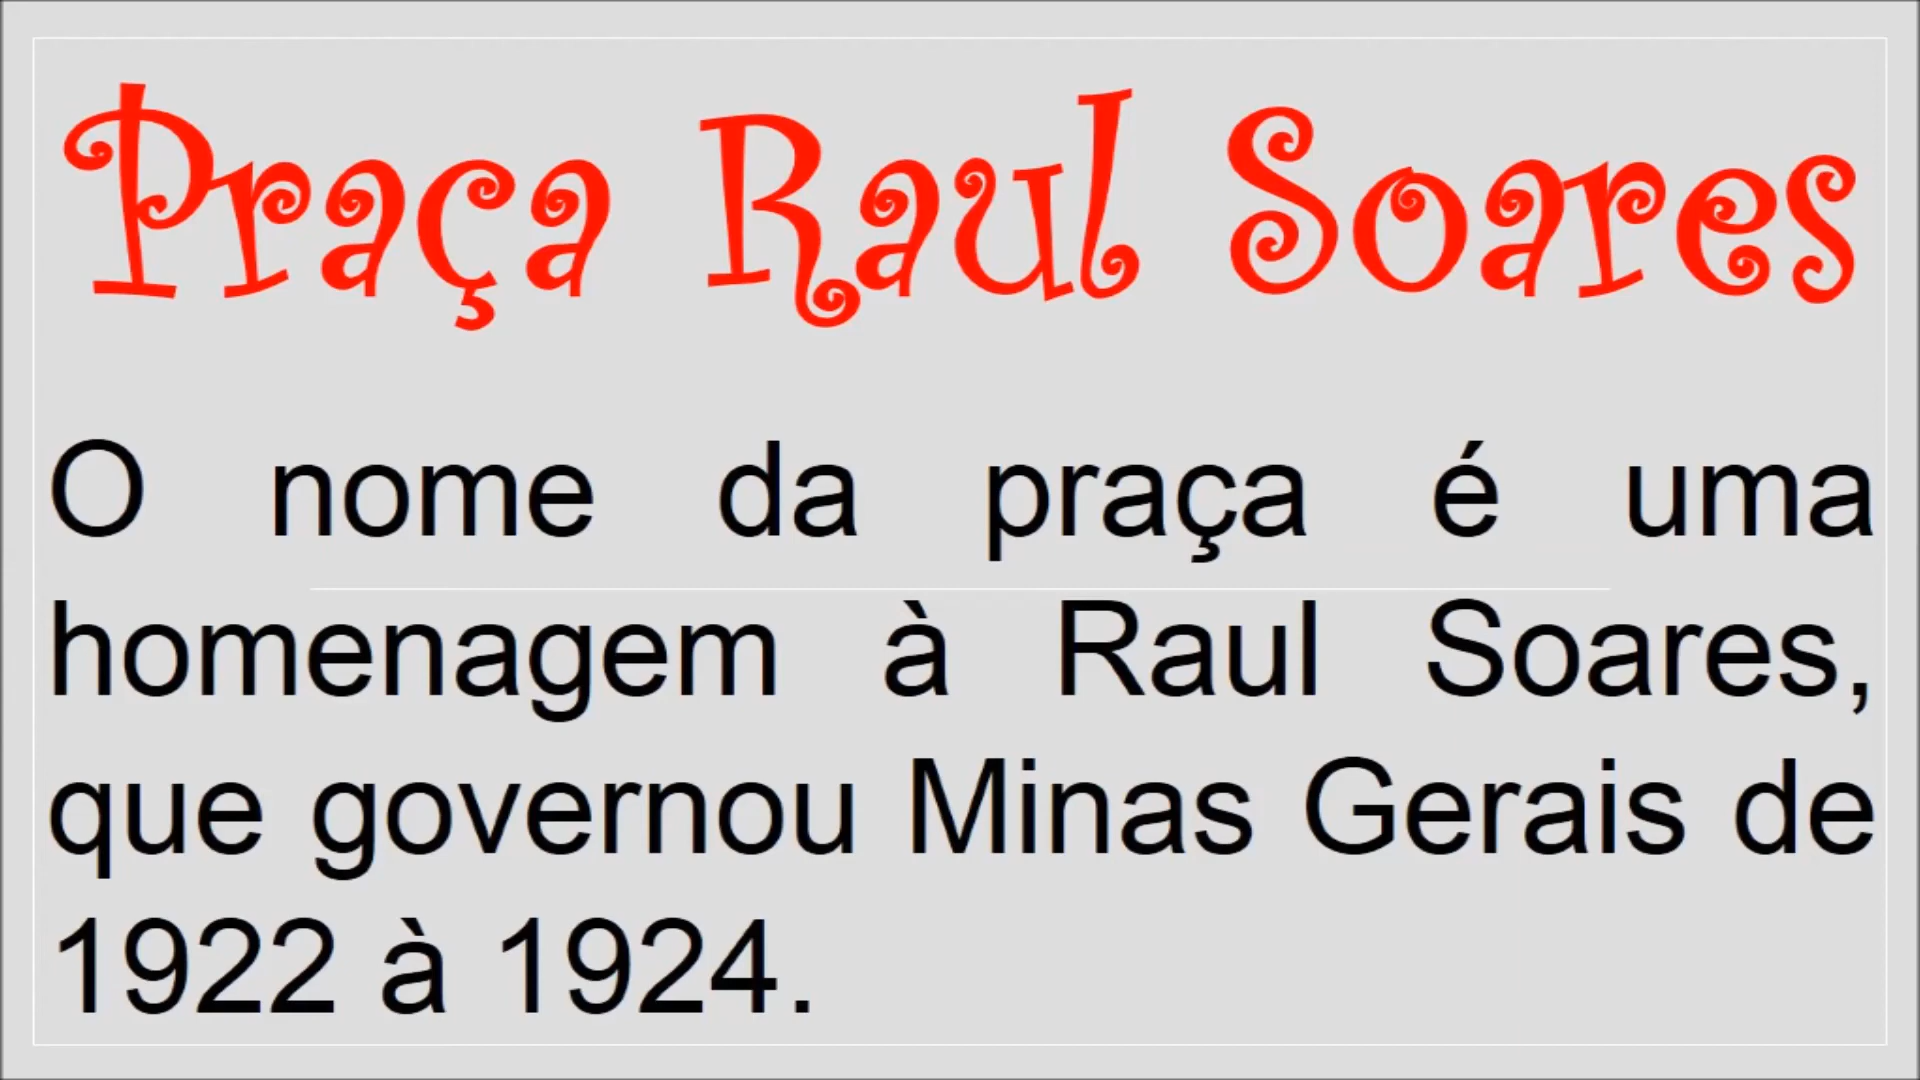 Praça Raul Soares
O nome da praça é uma
homenagem à Raul Soares,
que governou Minas Gerais de
1922 à 1924.